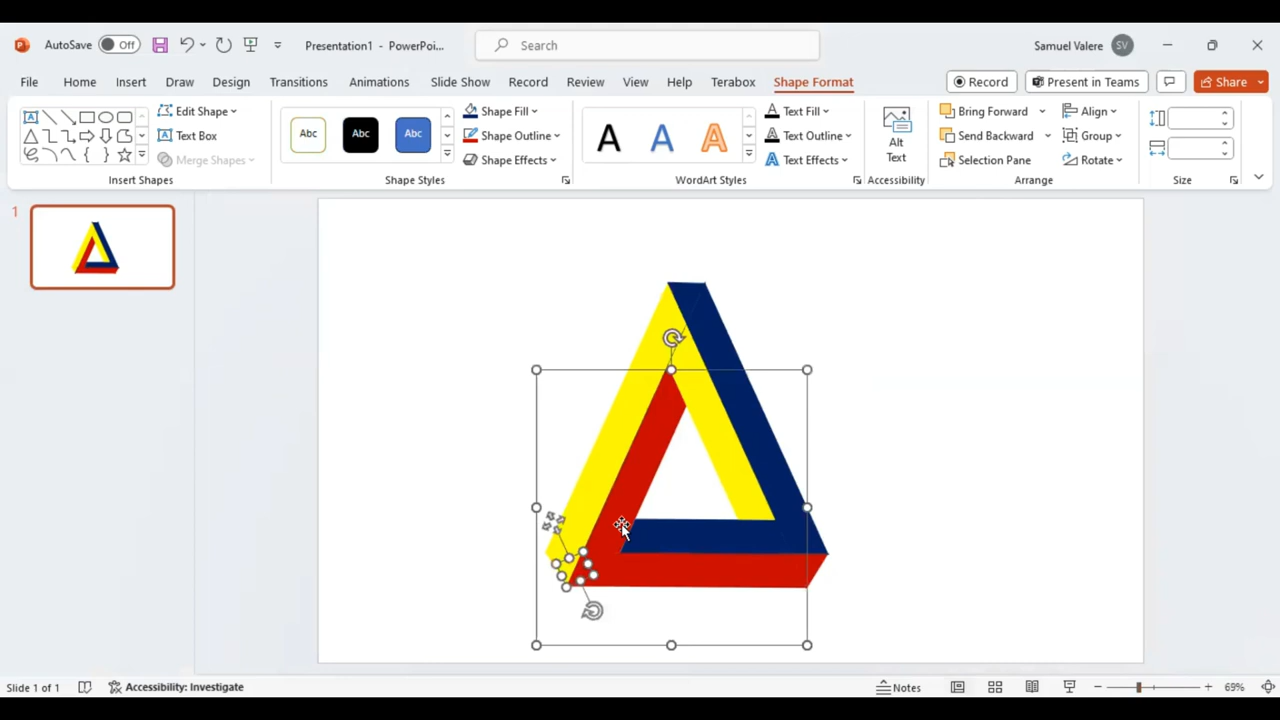 AutoSave Off Presentation1 - PowerPoi... Search Samuel Valere SV
File Home Insert Draw Design Transitions Animations Slide Show Record Review View Help Terabox Shape Format Record Present in Teams Share
Edit Shape Abc Abc Abc Shape Fill A A A Text Fill Alt Text Bring Forward Align
Text Box Shape Outline Text Outline Send Backward Group
Merge Shapes Shape Effects Text Effects Selection Pane Rotate
Insert Shapes Shape Styles WordArt Styles Accessibility Arrange Size
1
Slide 1 of 1 Accessibility: Investigate Notes 69%